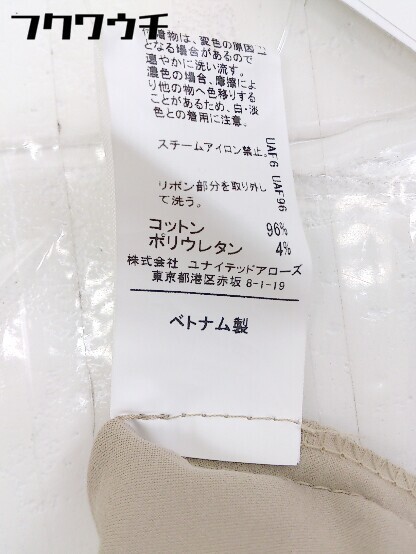 フクワウチ
付着物は、変色の原因
となる場合があるので
速やかに洗い流す。
濃色の場合、摩擦によ
り他の物へ色移りする
ことがあるため、白・淡
色との着用に注意。
スチームアイロン禁止。
UAF6 UAF96
リボン部分を取り外し
て洗う。
コットン 96%
ポリウレタン 4%
株式会社 ユナイテッドアローズ
東京都港区赤坂 8-1-19
ベトナム製